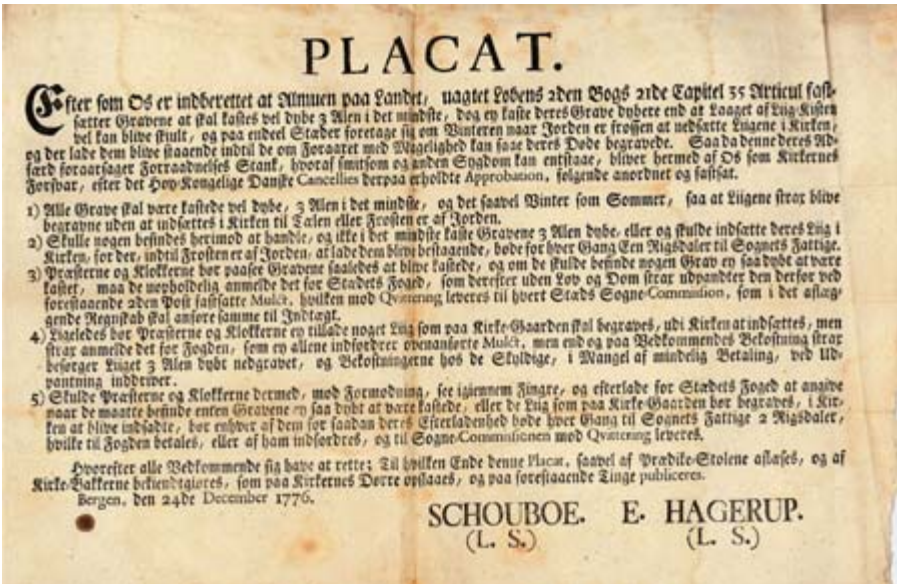 PLACAT.
Efter som Os er indberettet at Almuen paa Landet, uagtet Lovens 2den Bogs 21de Capitel 55 Articul fast-
sætter Gravene at skal kastes vel dybe 3 Alen i det mindste, dog ey kaste deres Grave dybere end at Laaget af Liig-Kisten
vel kan blive skiult, og paa endeel Stæder foretage sig om Vinteren naar Jorden er frossen at nedsætte Liigene i Kirken,
og der lade dem blive staaende indtil de om Foraaret med Magelighed kan faae deres Døde begravede. Saa da denne deres Ad-
færd foraarsager Forraadnelses Stank, hvoraf smitsom og anden Sygdom kan entstaae, bliver hermed af Os som Kirkernes
Forsvar, efter det Høy-Kongelige Danske Cancellies derpaa erholdte Approbation, følgende anordnet og fastsat.
1) Alle Grave skal være kastede vel dybe, 3 Alen i det mindste, og det saavel Vinter som Sommer, saa at Liigene strax blive
begravne uden at indsættes i Kirken til Tælen eller Frosten er af Jorden.
2) Skulle nogen befindes herimod at handle, og ikke i det mindste kaste Gravene 3 Alen dybe, eller og skulde indsætte deres Liig i
Kirken, for der, indtil Frosten er af Jorden, at lade dem blive bestaaende, bøde for hver Gang Een Rigsdaler til Sognets Fattige.
3) Præsterne og Klokkerne bør paasee Gravene saaledes at blive kastede, og om de skulde befinde nogen Grav ey saa dybt at være
kastet, maa de uopholdelig anmelde det for Stædets Foged, som derefter uden Lov og Dom strax udpanter den derfor ved
forestaaende 2den Post fastsatte Mulct, hvilken mod Qvittering leveres til hvert Stæds Sogne-Commission, som i det aflæg-
gende Regnskab skal anføre samme til Indtægt.
4) Ligeledes bør Præsterne og Klokkerne ey tillade noget Liig som paa Kirke-Gaarden skal begraves, udi Kirken at indsættes, men
strax anmelde det for Fogden, som ey allene indfordrer ovenanførte Mulct, men end og paa Vedkommendes Bekostning strax
besørger Liiget 3 Alen dybt nedgravet, og Bekostningerne hos de Skyldige, i Mangel af mindelig Betaling, ved Ud-
pantning inddriver.
5) Skulde Præsterne og Klokkerne dermed, mod Formodning, see igiennem Fingre, og efterlade for Stædets Foged at angive
naar de maatte befinde enten Gravene ey saa dybt at være kastede, eller de Liig som paa Kirke-Gaarden bør begraves, i Kir-
ken at blive indsadte, bør enhver af dem for saadan deres Efterladenhed bøde hver Gang til Sognets Fattige 2 Rigsdaler,
hvilke til Fogden betales, eller af ham indfordres, og til Sogne-Commissionen mod Qvittering leveres.
Hvorefter alle Vedkommende sig have at rette; Til hvilken Ende denne Placat, saavel af Prædike-Stolene aflæses, og af
Kirke-Bakkerne bekiendtgiøres, som paa Kirkernes Dørre opslaaes, og paa forestaaende Tinge publiceres.
Bergen, den 24de December 1776.
SCHOUBOE. E. HAGERUP.
(L. S.) (L. S.)